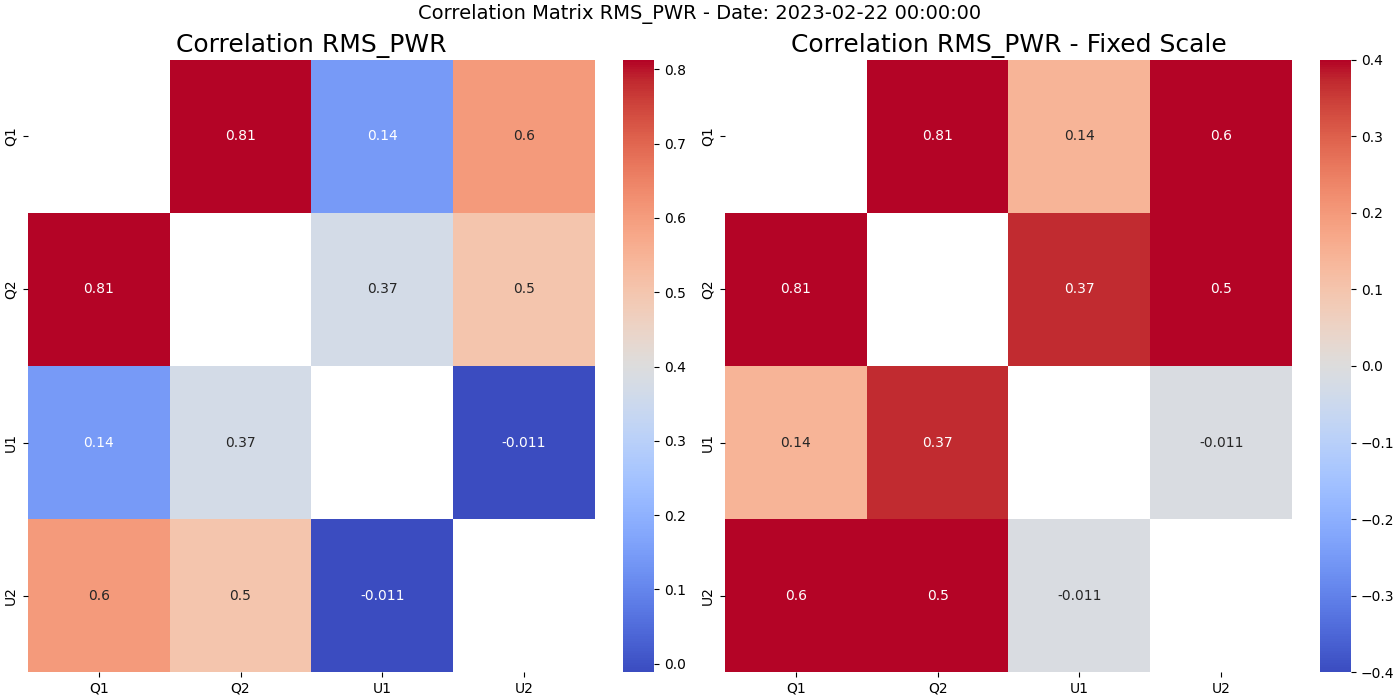 Correlation Matrix RMS_PWR - Date: 2023-02-22 00:00:00
Correlation RMS_PWR
Q1 0.81 0.14 0.6
Q2 0.81 0.37 0.5
U1 0.14 0.37 -0.011
U2 0.6 0.5 -0.011
Q1 Q2 U1 U2
0.8
0.7
0.6
0.5
0.4
0.3
0.2
0.1
0.0
Correlation RMS_PWR - Fixed Scale
Q1 0.81 0.14 0.6
Q2 0.81 0.37 0.5
U1 0.14 0.37 -0.011
U2 0.6 0.5 -0.011
Q1 Q2 U1 U2
0.4
0.3
0.2
0.1
0.0
−0.1
−0.2
−0.3
−0.4